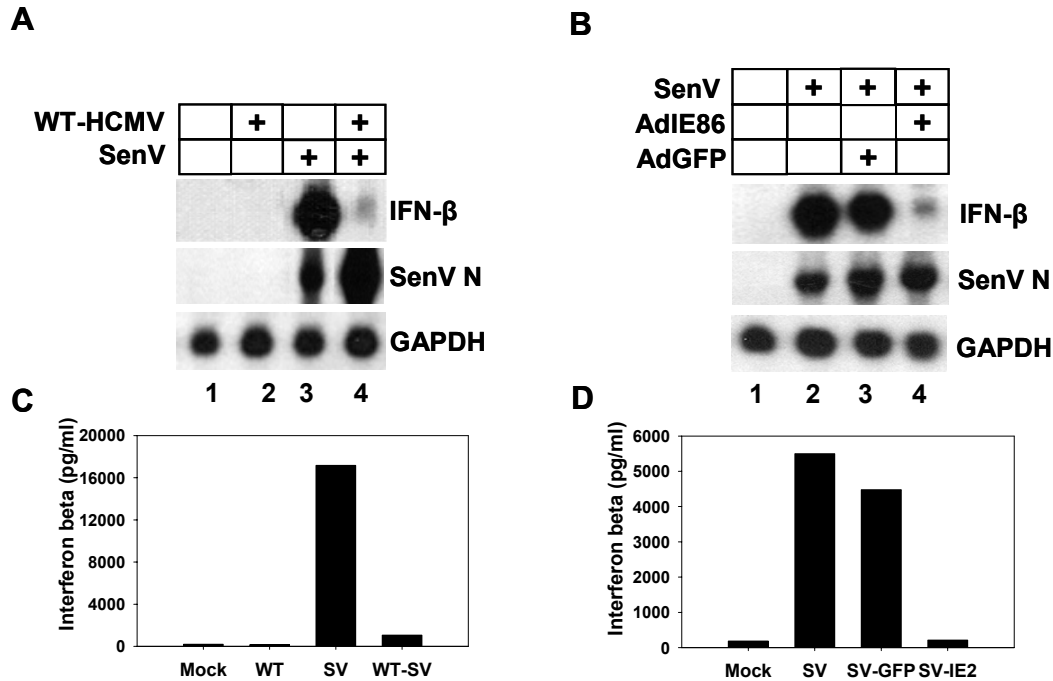 A
WT-HCMV +  +
SenV + +
IFN-β
SenV N
GAPDH
1 2 3 4
B
SenV + + +
AdIE86 +
AdGFP +
IFN-β
SenV N
GAPDH
1 2 3 4
C
Interferon beta (pg/ml)
20000
16000
12000
8000
4000
0
Mock WT SV WT-SV
D
Interferon beta (pg/ml)
6000
5000
4000
3000
2000
1000
0
Mock SV SV-GFP SV-IE2